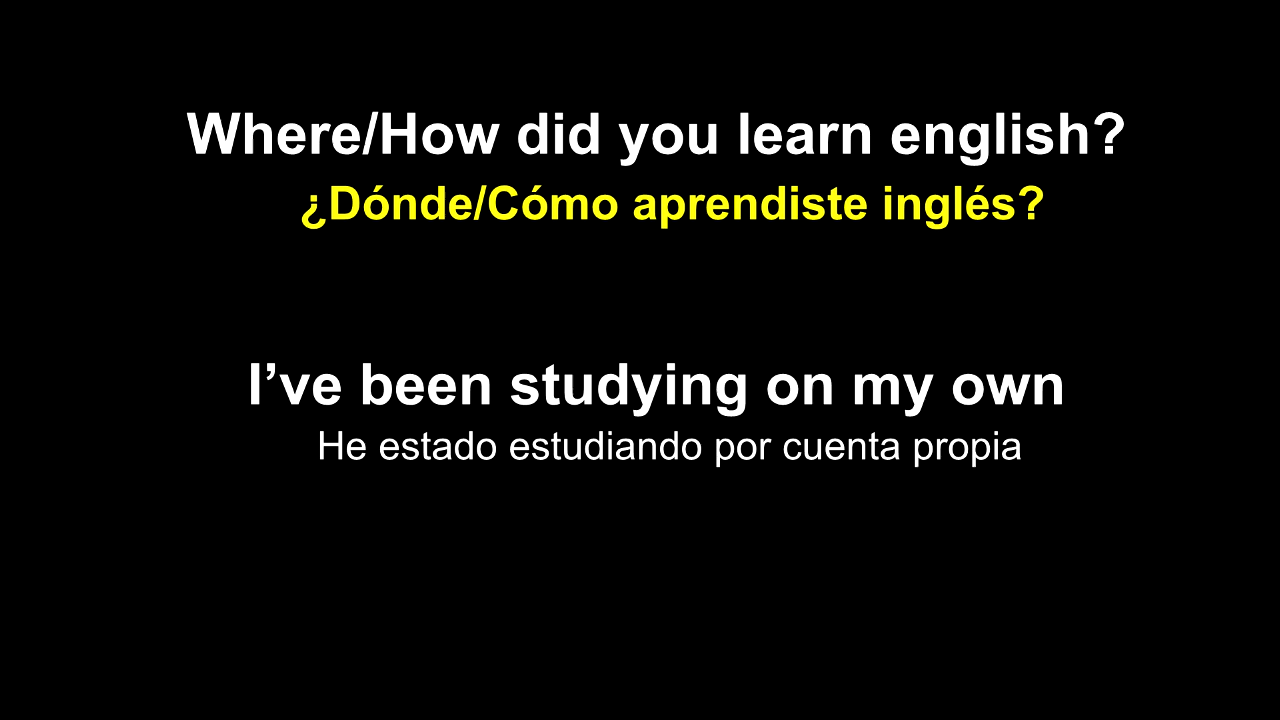 Where/How did you learn english?
¿Dónde/Cómo aprendiste inglés?
I’ve been studying on my own
He estado estudiando por cuenta propia